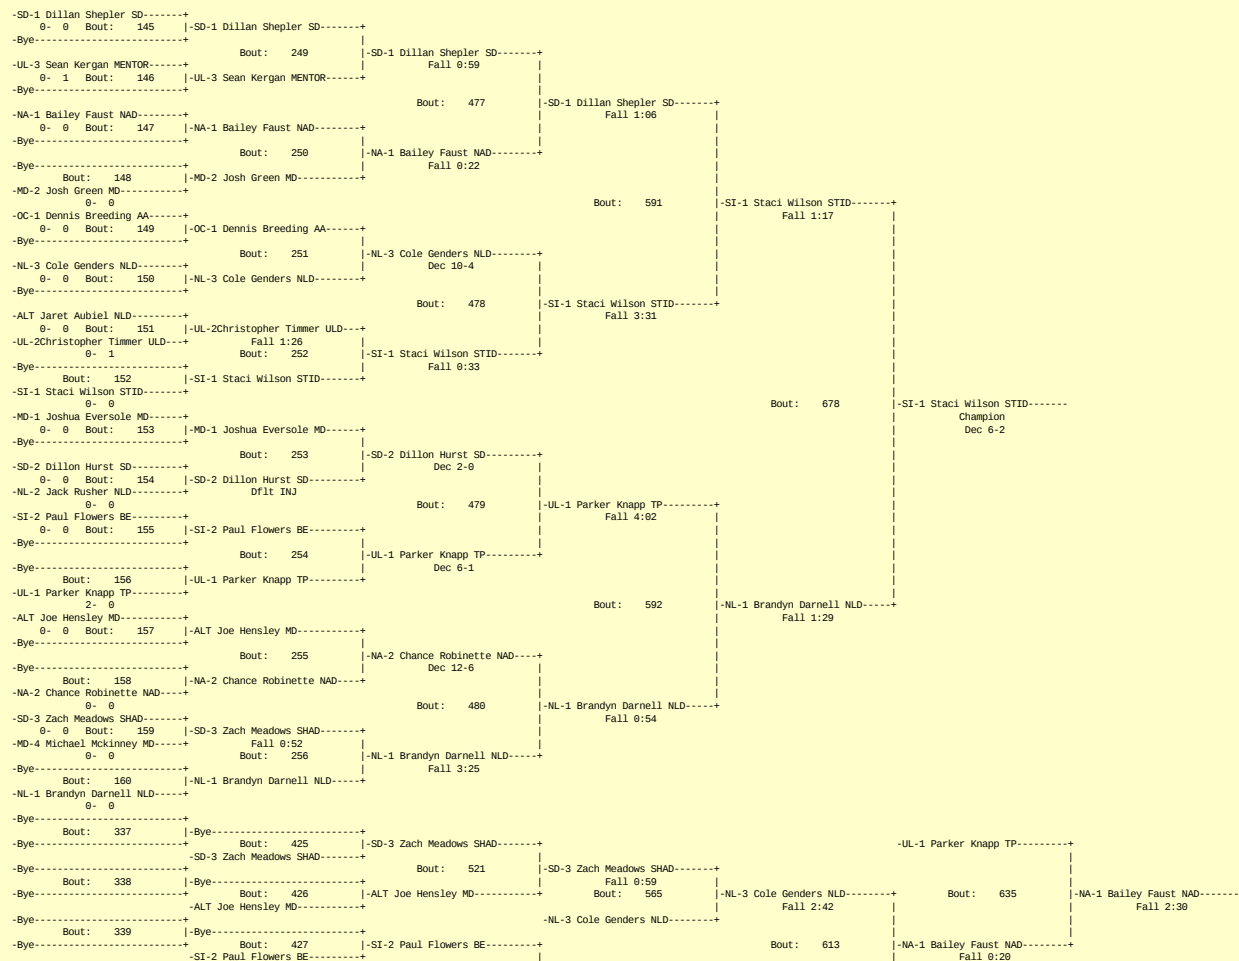 -SD-1 Dillan Shepler SD-------+
0- 0 Bout: 145 |-SD-1 Dillan Shepler SD-------+
-Bye--------------------------+ |
Bout: 249 |-SD-1 Dillan Shepler SD-------+
-UL-3 Sean Kergan MENTOR------+ | Fall 0:59 |
0- 1 Bout: 146 |-UL-3 Sean Kergan MENTOR------+ |
-Bye--------------------------+ |
Bout: 477 |-SD-1 Dillan Shepler SD-------+
-NA-1 Bailey Faust NAD--------+ | Fall 1:06 |
0- 0 Bout: 147 |-NA-1 Bailey Faust NAD--------+ | |
-Bye--------------------------+ | | |
Bout: 250 |-NA-1 Bailey Faust NAD--------+ |
-Bye--------------------------+ | Fall 0:22 |
Bout: 148 |-MD-2 Josh Green MD-----------+ |
-MD-2 Josh Green MD-----------+ |
0- 0 Bout: 591 |-SI-1 Staci Wilson STID-------+
-OC-1 Dennis Breeding AA------+ | Fall 1:17 |
0- 0 Bout: 149 |-OC-1 Dennis Breeding AA------+ | |
-Bye--------------------------+ | | |
Bout: 251 |-NL-3 Cole Genders NLD--------+ | |
-NL-3 Cole Genders NLD--------+ | Dec 10-4 | | |
0- 0 Bout: 150 |-NL-3 Cole Genders NLD--------+ | | |
-Bye--------------------------+ | | |
Bout: 478 |-SI-1 Staci Wilson STID-------+ |
-ALT Jaret Aubiel NLD---------+ | Fall 3:31 |
0- 0 Bout: 151 |-UL-2Christopher Timmer ULD---+ | |
-UL-2Christopher Timmer ULD---+ Fall 1:26 | | |
0- 1 Bout: 252 |-SI-1 Staci Wilson STID-------+ |
-Bye--------------------------+ | Fall 0:33 |
Bout: 152 |-SI-1 Staci Wilson STID-------+ |
-SI-1 Staci Wilson STID-------+ |
0- 0 Bout: 678 |-SI-1 Staci Wilson STID-------
-MD-1 Joshua Eversole MD------+ | Champion
0- 0 Bout: 153 |-MD-1 Joshua Eversole MD------+ | Dec 6-2
-Bye--------------------------+ | |
Bout: 253 |-SD-2 Dillon Hurst SD---------+ |
-SD-2 Dillon Hurst SD---------+ | Dec 2-0 | |
0- 0 Bout: 154 |-SD-2 Dillon Hurst SD---------+ | |
-NL-2 Jack Rusher NLD---------+ Dflt INJ | |
0- 0 Bout: 479 |-UL-1 Parker Knapp TP---------+ |
-SI-2 Paul Flowers BE---------+ | Fall 4:02 | |
0- 0 Bout: 155 |-SI-2 Paul Flowers BE---------+ | | |
-Bye--------------------------+ | | | |
Bout: 254 |-UL-1 Parker Knapp TP---------+ | |
-Bye--------------------------+ | Dec 6-1 | |
Bout: 156 |-UL-1 Parker Knapp TP---------+ | |
-UL-1 Parker Knapp TP---------+ | |
2- 0 Bout: 592 |-NL-1 Brandyn Darnell NLD-----+
-ALT Joe Hensley MD-----------+ | Fall 1:29
0- 0 Bout: 157 |-ALT Joe Hensley MD-----------+ |
-Bye--------------------------+ | |
Bout: 255 |-NA-2 Chance Robinette NAD----+ |
-Bye--------------------------+ | Dec 12-6 | |
Bout: 158 |-NA-2 Chance Robinette NAD----+ | |
-NA-2 Chance Robinette NAD----+ | |
0- 0 Bout: 480 |-NL-1 Brandyn Darnell NLD-----+
-SD-3 Zach Meadows SHAD-------+ | Fall 0:54
0- 0 Bout: 159 |-SD-3 Zach Meadows SHAD-------+ |
-MD-4 Michael Mckinney MD-----+ Fall 0:52 | |
0- 0 Bout: 256 |-NL-1 Brandyn Darnell NLD-----+
-Bye--------------------------+ | Fall 3:25
Bout: 160 |-NL-1 Brandyn Darnell NLD-----+
-NL-1 Brandyn Darnell NLD-----+
0- 0
-Bye--------------------------+
Bout: 337 |-Bye--------------------------+
-Bye--------------------------+ Bout: 425 |-SD-3 Zach Meadows SHAD-------+ -UL-1 Parker Knapp TP---------+
-SD-3 Zach Meadows SHAD-------+ | |
-Bye--------------------------+ Bout: 521 |-SD-3 Zach Meadows SHAD-------+ |
Bout: 338 |-Bye--------------------------+ | Fall 0:59 | |
-Bye--------------------------+ Bout: 426 |-ALT Joe Hensley MD-----------+ Bout: 565 |-NL-3 Cole Genders NLD--------+ Bout: 635 |-NA-1 Bailey Faust NAD-------
-ALT Joe Hensley MD-----------+ | Fall 2:42 | | Fall 2:30
-Bye--------------------------+ -NL-3 Cole Genders NLD--------+ | |
Bout: 339 |-Bye--------------------------+ | |
-Bye--------------------------+ Bout: 427 |-SI-2 Paul Flowers BE---------+ Bout: 613 |-NA-1 Bailey Faust NAD--------+
-SI-2 Paul Flowers BE---------+ | | Fall 0:20